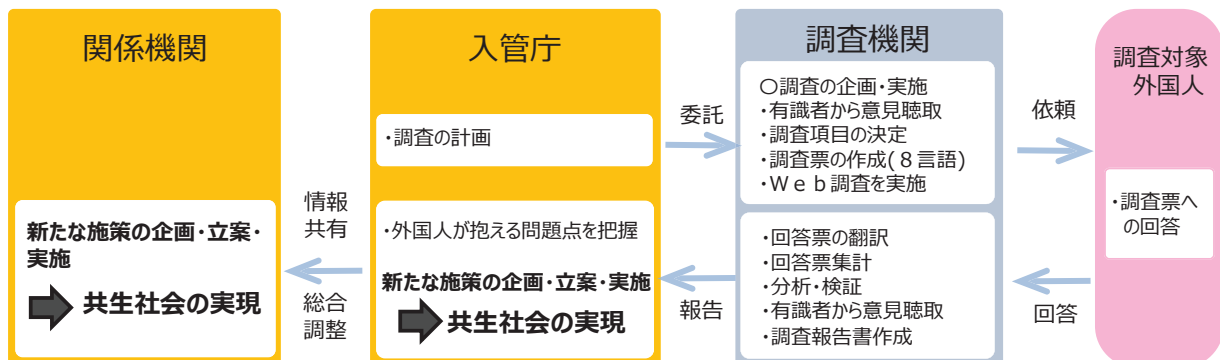 関係機関
新たな施策の企画・立案・
実施
共生社会の実現
情報
共有
総合
調整
入管庁
・調査の計画
・外国人が抱える問題点を把握
新たな施策の企画・立案・実施
共生社会の実現
委託
報告
調査機関
〇調査の企画・実施
・有識者から意見聴取
・調査項目の決定
・調査票の作成(８言語)
・Ｗｅｂ調査を実施
・回答票の翻訳
・回答票集計
・分析・検証
・有識者から意見聴取
・調査報告書作成
依頼
回答
調査対象
外国人
・調査票へ
の回答